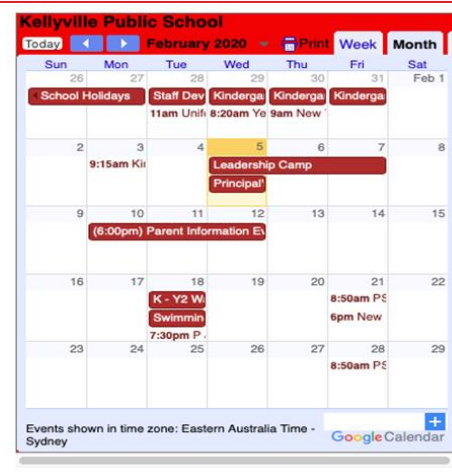 Kellyville Public School
Today February 2020 Print Week Month
Sun Mon Tue Wed Thu Fri Sat
26 27 28 29 30 31 Feb 1
School Holidays Staff Dev Kinderga Kinderga Kinderga
11am Unif 8:20am Ye 9am New
2 3 4 5 6 7 8
9:15am Kin Leadership Camp
Principal'
9 10 11 12 13 14 15
(6:00pm) Parent Information Ev
16 17 18 19 20 21 22
K - Y2 W 8:50am PS
Swimmin 6pm New
7:30pm P
23 24 25 26 27 28 29
8:50am PS
Events shown in time zone: Eastern Australia Time -
Sydney
Google Calendar